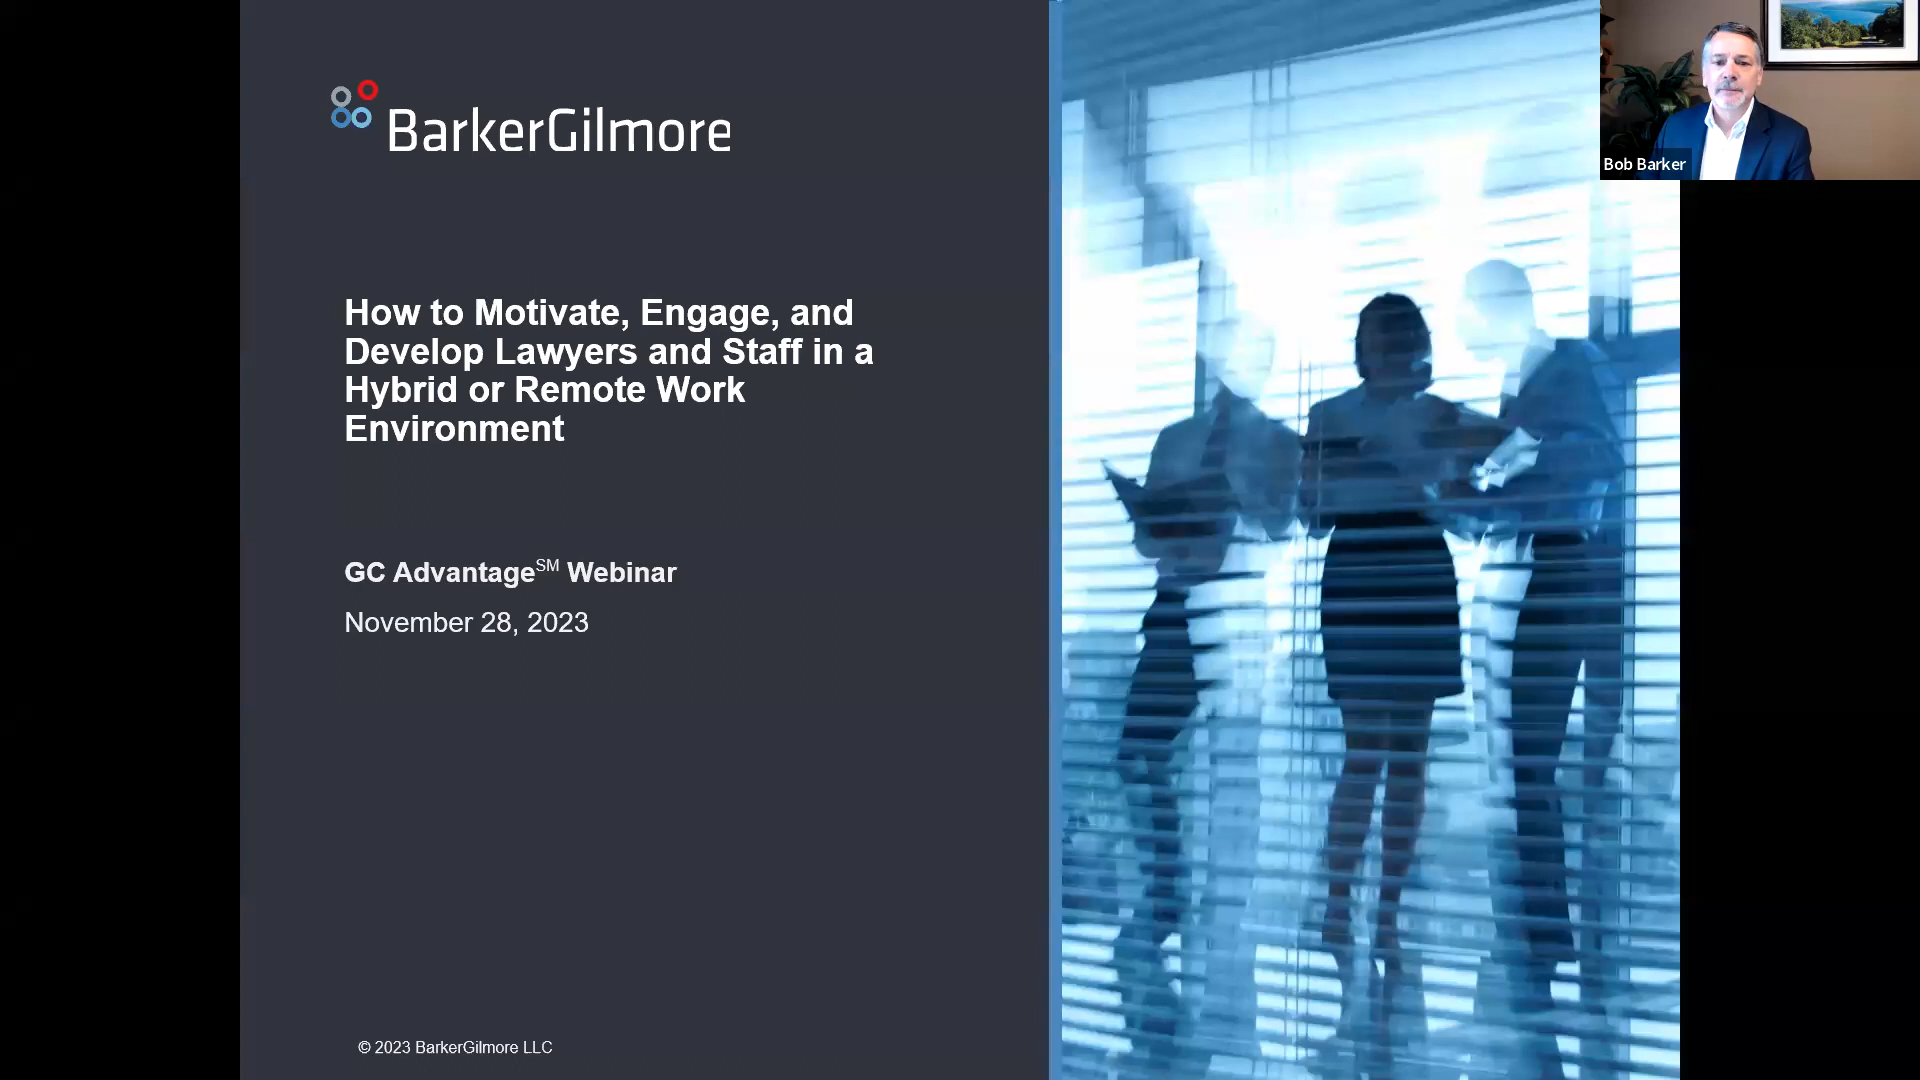 BarkerGilmore
Bob Barker
How to Motivate, Engage, and
Develop Lawyers and Staff in a
Hybrid or Remote Work
Environment
GC Advantage℠ Webinar
November 28, 2023
© 2023 BarkerGilmore LLC